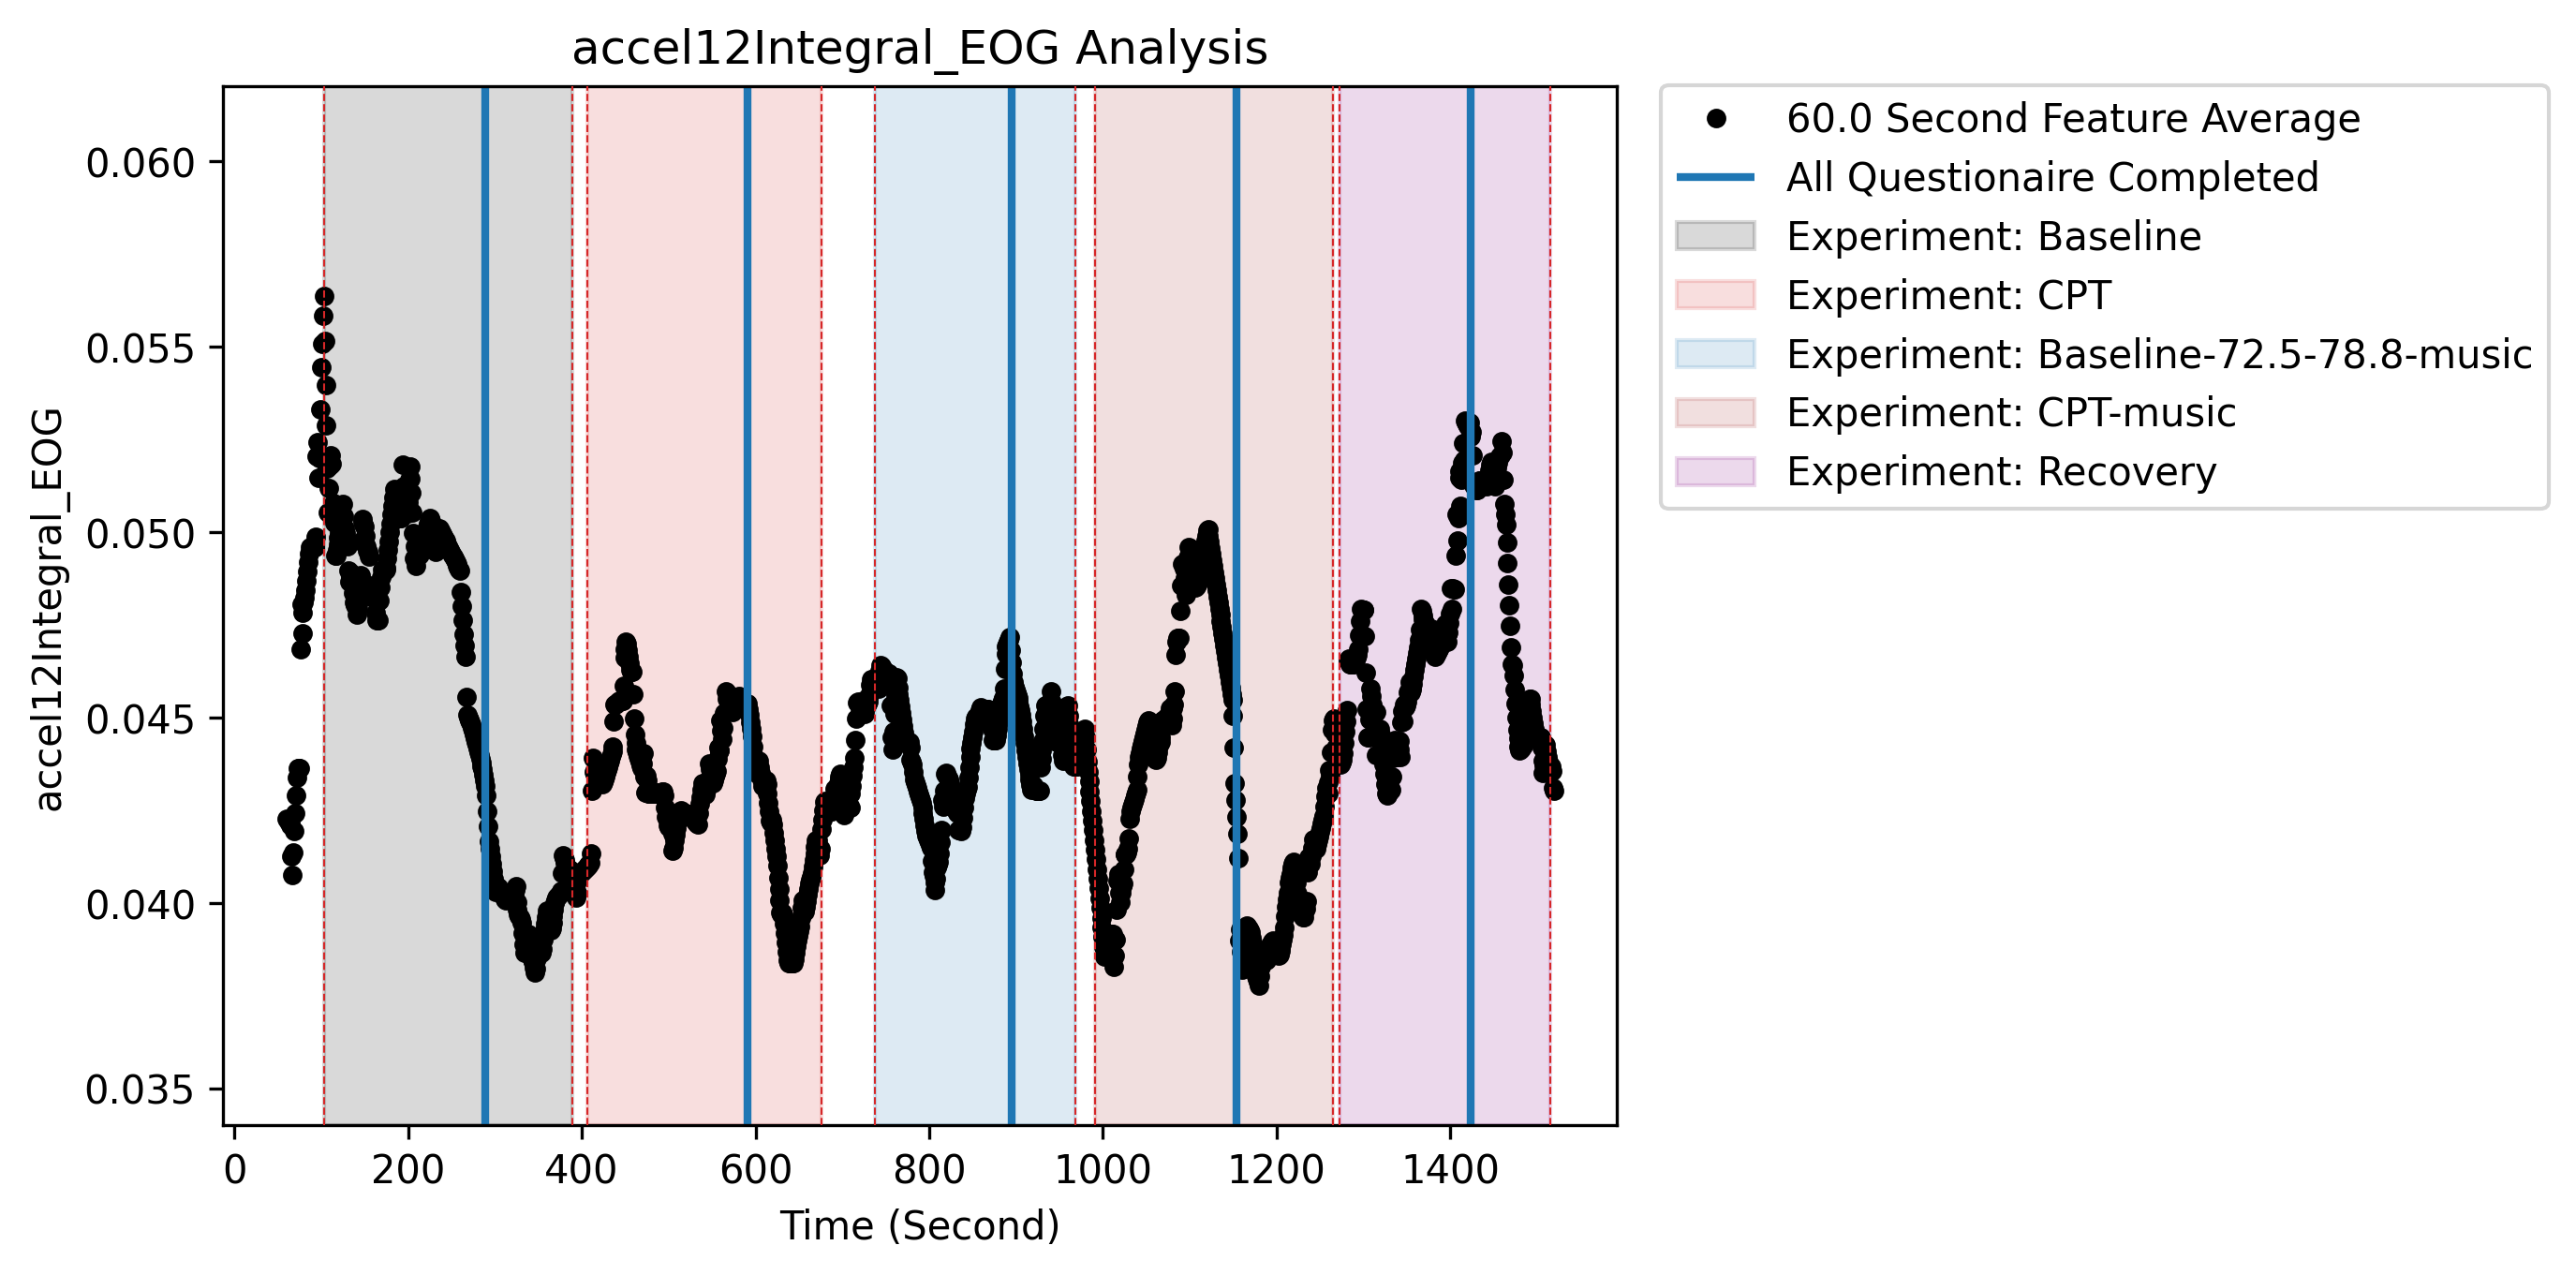 accel12Integral_EOG Analysis
60.0 Second Feature Average
All Questionaire Completed
Experiment: Baseline
Experiment: CPT
Experiment: Baseline-72.5-78.8-music
Experiment: CPT-music
Experiment: Recovery
accel12Integral_EOG
0.060
0.055
0.050
0.045
0.040
0.035
0 200 400 600 800 1000 1200 1400
Time (Second)